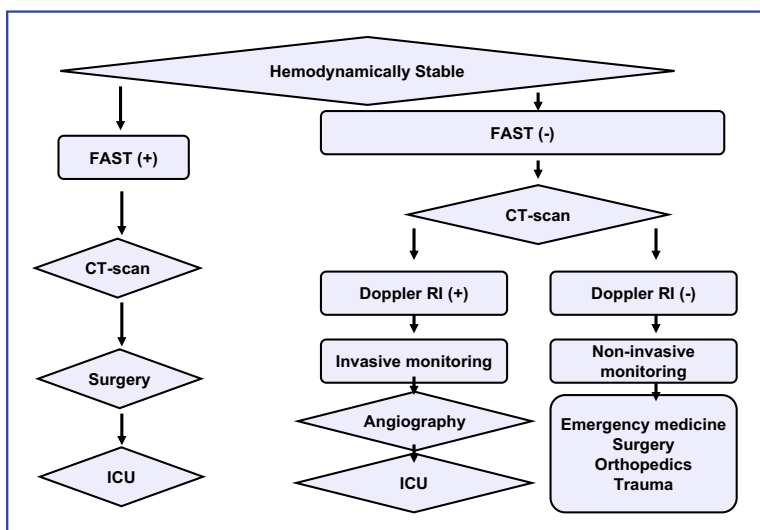 Hemodynamically Stable
FAST (+)
CT-scan
Surgery
ICU
FAST (-)
CT-scan
Doppler RI (+)
Invasive monitoring
Angiography
ICU
Doppler RI (-)
Non-invasive
monitoring
Emergency medicine
Surgery
Orthopedics
Trauma